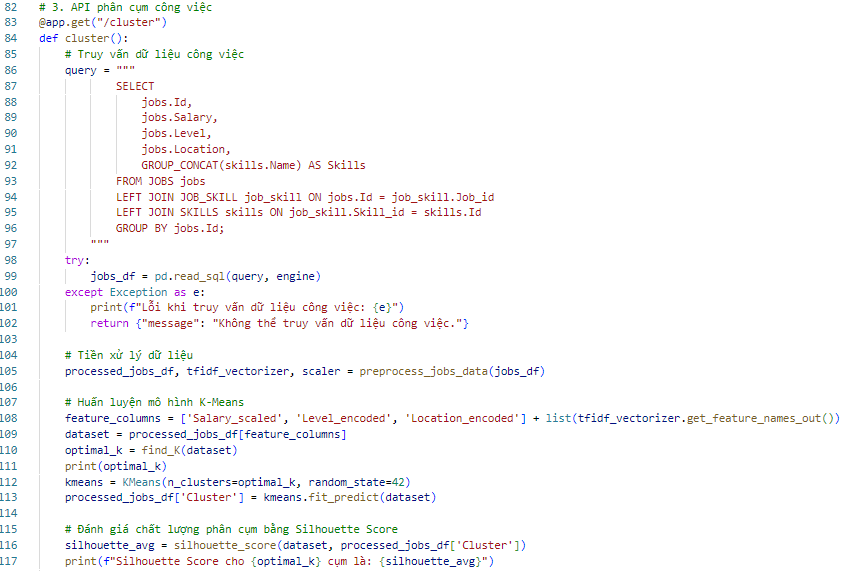 82 # 3. API phân cụm công việc
83 @app.get("/cluster")
84 def cluster():
85     # Truy vấn dữ liệu công việc
86     query = """
87             SELECT
88                 jobs.Id,
89                 jobs.Salary,
90                 jobs.Level,
91                 jobs.Location,
92                 GROUP_CONCAT(skills.Name) AS Skills
93             FROM JOBS jobs
94             LEFT JOIN JOB_SKILL job_skill ON jobs.Id = job_skill.Job_id
95             LEFT JOIN SKILLS skills ON job_skill.Skill_id = skills.Id
96             GROUP BY jobs.Id;
97         """
98     try:
99         jobs_df = pd.read_sql(query, engine)
100     except Exception as e:
101         print(f"Lỗi khi truy vấn dữ liệu công việc: {e}")
102         return {"message": "Không thể truy vấn dữ liệu công việc."}
103
104     # Tiền xử lý dữ liệu
105     processed_jobs_df, tfidf_vectorizer, scaler = preprocess_jobs_data(jobs_df)
106
107     # Huấn luyện mô hình K-Means
108     feature_columns = ['Salary_scaled', 'Level_encoded', 'Location_encoded'] + list(tfidf_vectorizer.get_feature_names_out())
109     dataset = processed_jobs_df[feature_columns]
110     optimal_k = find_K(dataset)
111     print(optimal_k)
112     kmeans = KMeans(n_clusters=optimal_k, random_state=42)
113     processed_jobs_df['Cluster'] = kmeans.fit_predict(dataset)
114
115     # Đánh giá chất lượng phân cụm bằng Silhouette Score
116     silhouette_avg = silhouette_score(dataset, processed_jobs_df['Cluster'])
117     print(f"Silhouette Score cho {optimal_k} cụm là: {silhouette_avg}")